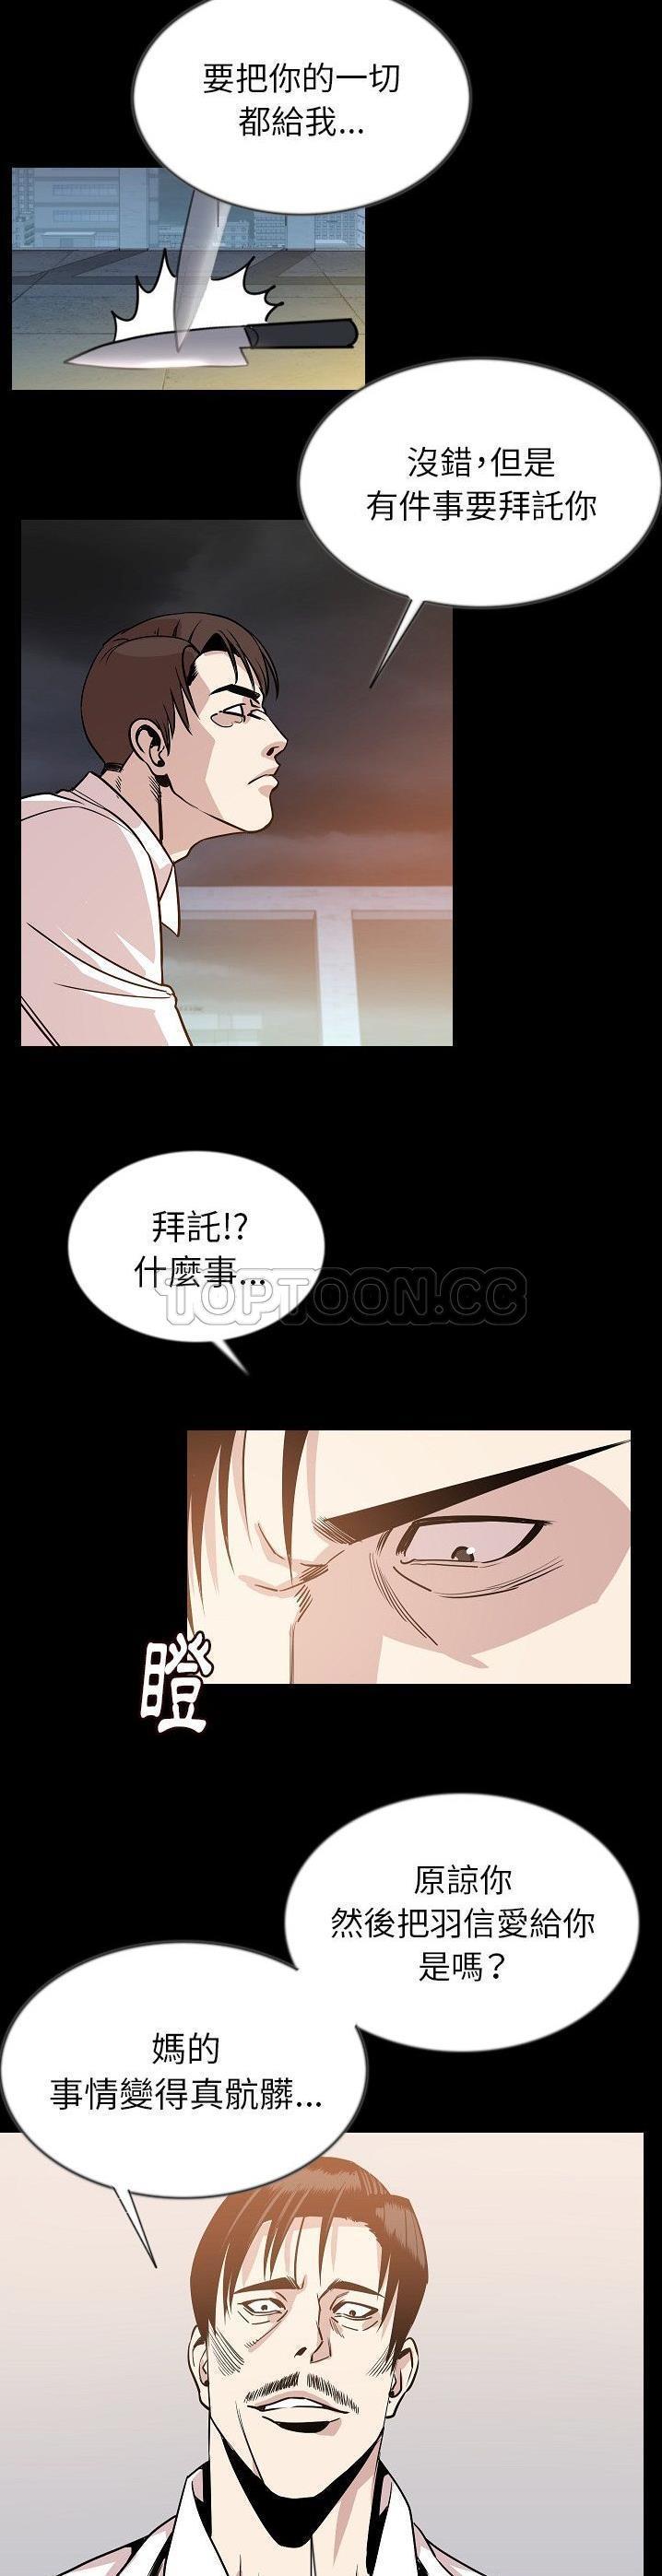 要把你的一切
都給我...
沒錯,但是
有件事要拜託你
拜託!?
什麼事...
TOPTOON.CC
瞪
原諒你
然後把羽信愛給你
是嗎?
媽的
事情變得真骯髒...